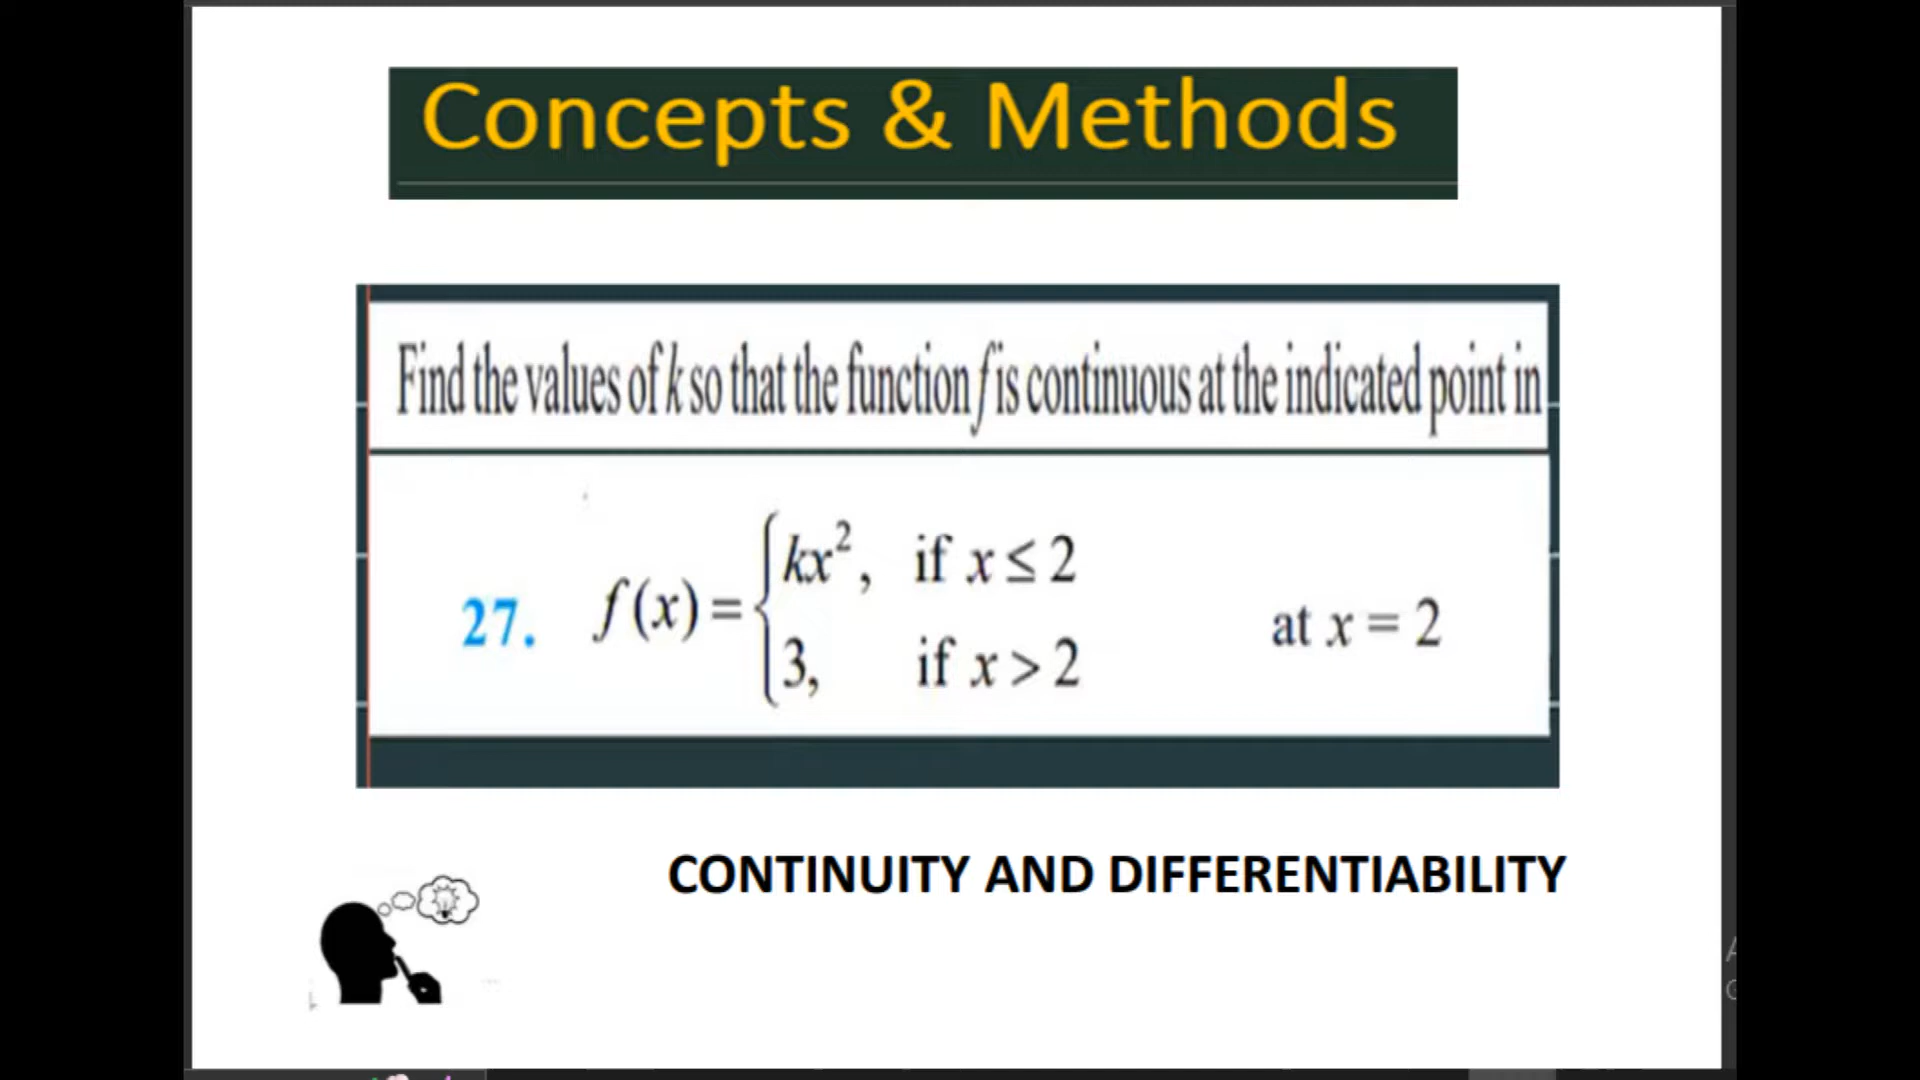 Concepts & Methods
Find the values of k so that the function f is continuous at the indicated point in
27. f(x) = { kx², if x ≤ 2
3, if x > 2
at x = 2
CONTINUITY AND DIFFERENTIABILITY